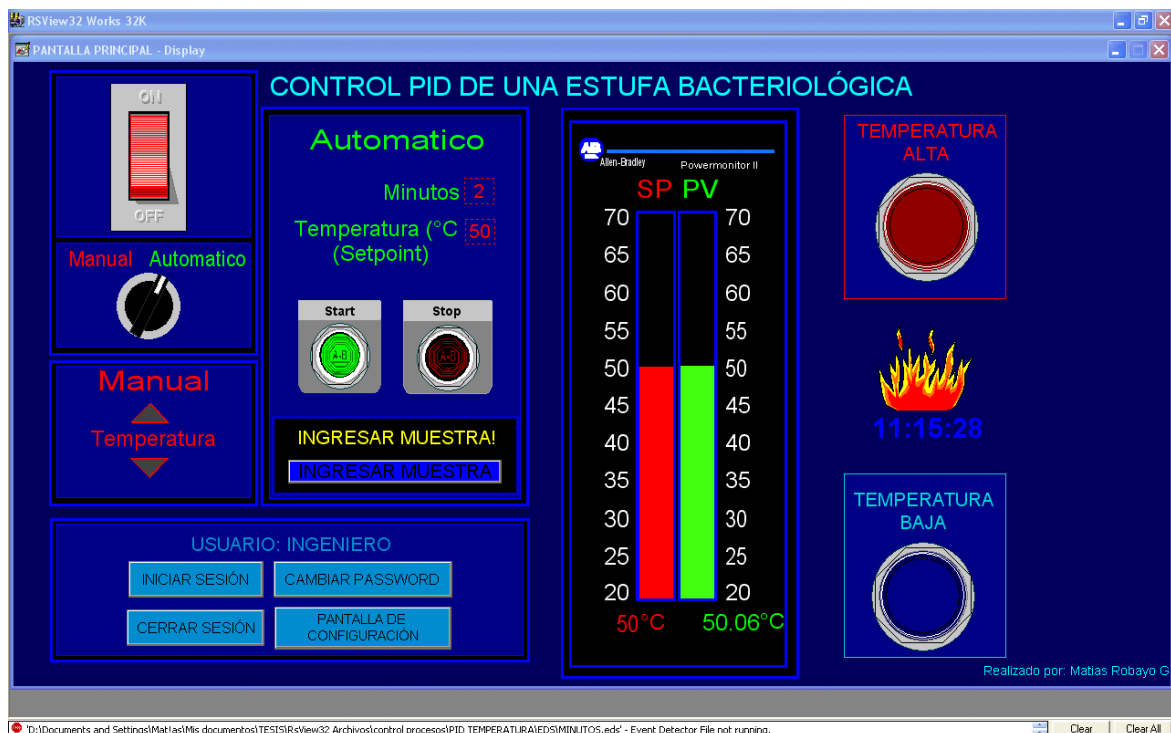 RSView32 Works 32K
PANTALLA PRINCIPAL - Display
CONTROL PID DE UNA ESTUFA BACTERIOLÓGICA
ON
OFF
Manual Automatico
Manual
Temperatura
Automatico
Minutos 2
Temperatura (°C 50
(Setpoint)
Start Stop
A-B A-B
INGRESAR MUESTRA!
INGRESAR MUESTRA
USUARIO: INGENIERO
INICIAR SESIÓN CAMBIAR PASSWORD
CERRAR SESIÓN PANTALLA DE
CONFIGURACIÓN
AB
Allen-Bradley Powermonitor II
SP PV
70 70
65 65
60 60
55 55
50 50
45 45
40 40
35 35
30 30
25 25
20 20
50°C 50.06°C
TEMPERATURA
ALTA
11:15:28
TEMPERATURA
BAJA
Realizado por: Matias Robayo G
'D:\Documents and Settings\Matias\Mis documentos\TESIS\RsView32 Archivos\control procesos\PID TEMPERATURA\EDS\MINUTOS.eds' - Event Detector File not running.
Clear Clear All